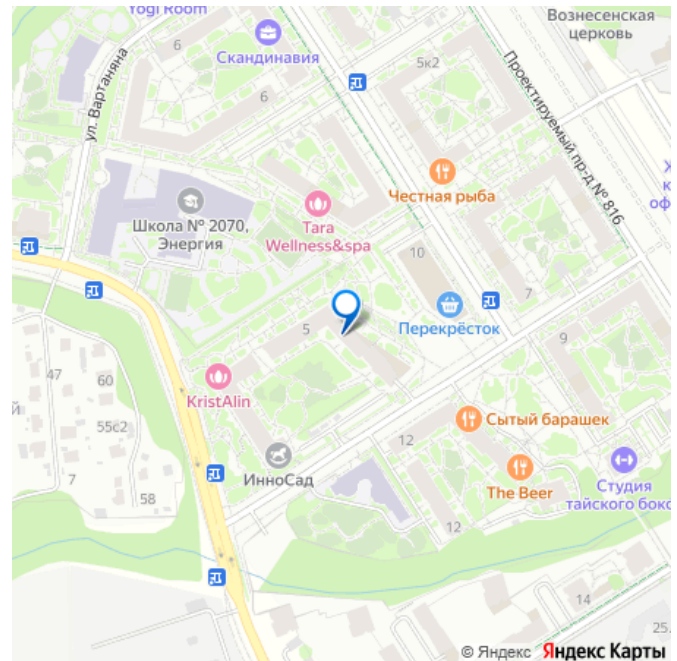 Yogi Room
Вознесенская
церковь
6
Скандинавия
5к2
6
ул. Вартаняна
Проектируемый пр-д № 816
Честная рыба
Школа № 2070,
Энергия
Tara
Wellness&spa
10
7
Перекрёсток
5
9
47
60
KristAlin
55с2
12
Сытый барашек
7
ИнноСад
The Beer
Студия
тайского бокс
58
12
14
25
© Яндекс Яндекс Карты